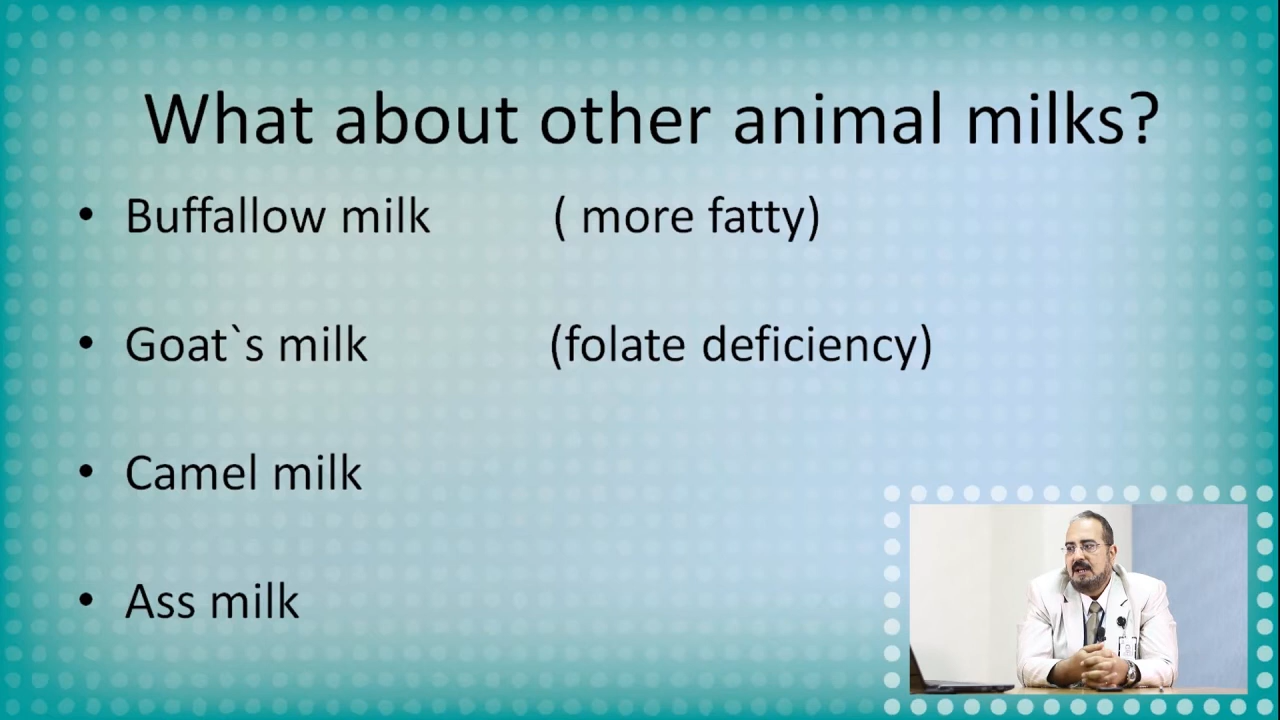 What about other animal milks?
• Buffallow milk ( more fatty)
• Goat`s milk (folate deficiency)
• Camel milk
• Ass milk